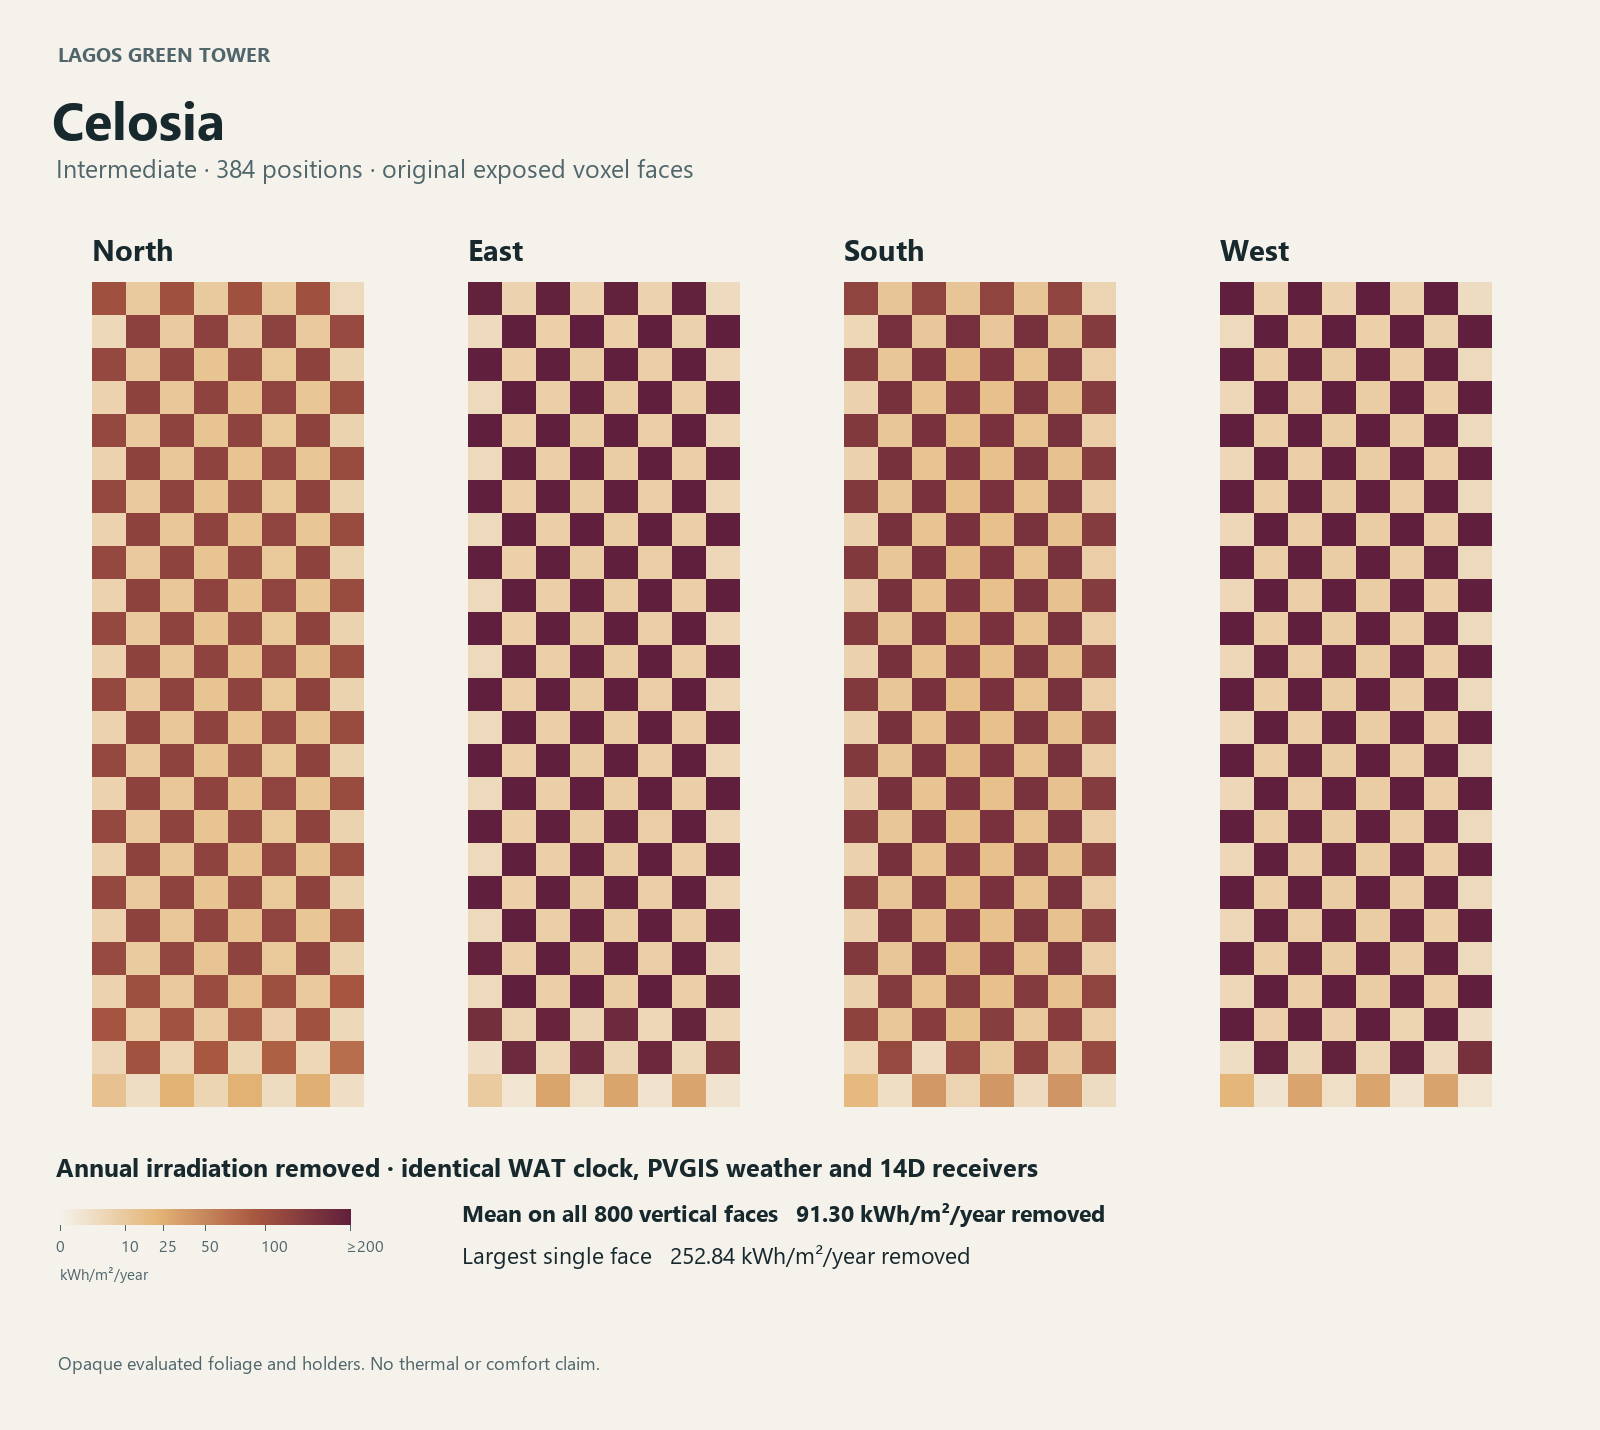 LAGOS GREEN TOWER
Celosia
Intermediate · 384 positions · original exposed voxel faces
North East South West
Annual irradiation removed · identical WAT clock, PVGIS weather and 14D receivers
Mean on all 800 vertical faces 91.30 kWh/m²/year removed
0 10 25 50 100 ≥200
Largest single face 252.84 kWh/m²/year removed
kWh/m²/year
Opaque evaluated foliage and holders. No thermal or comfort claim.